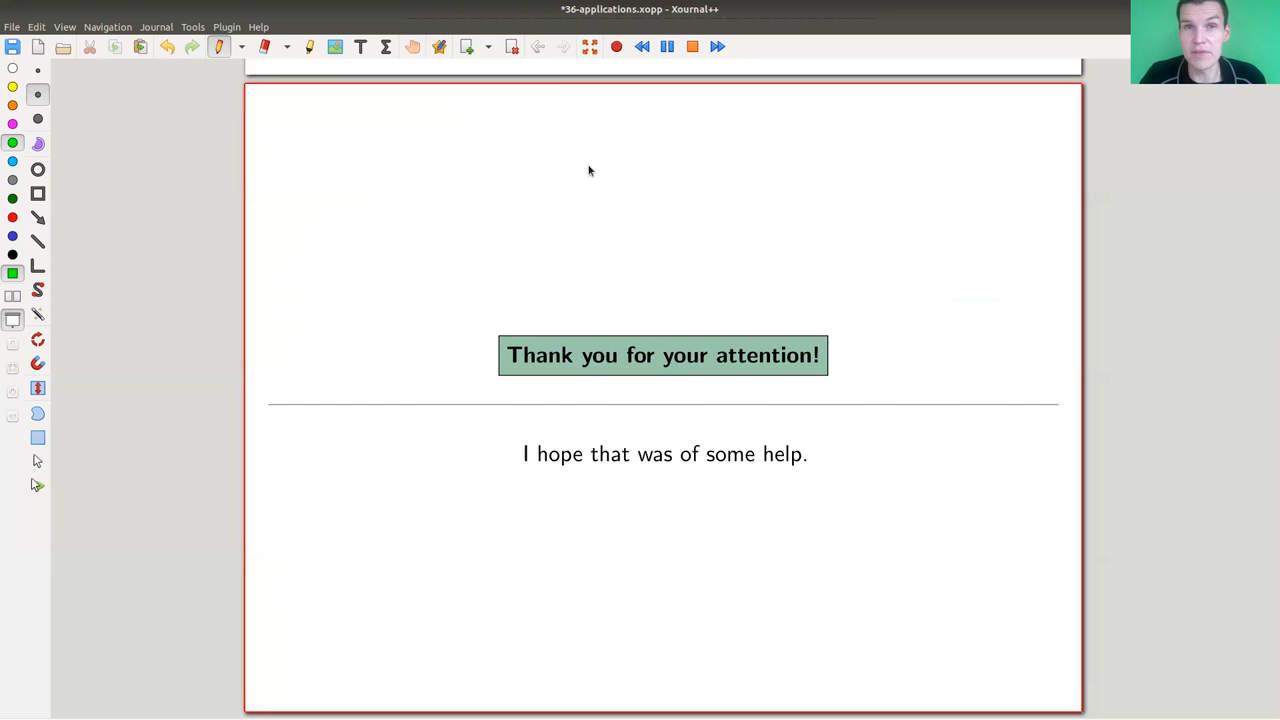 *36-applications.xopp - Xournal++
File Edit View Navigation Journal Tools Plugin Help
Thank you for your attention!
I hope that was of some help.